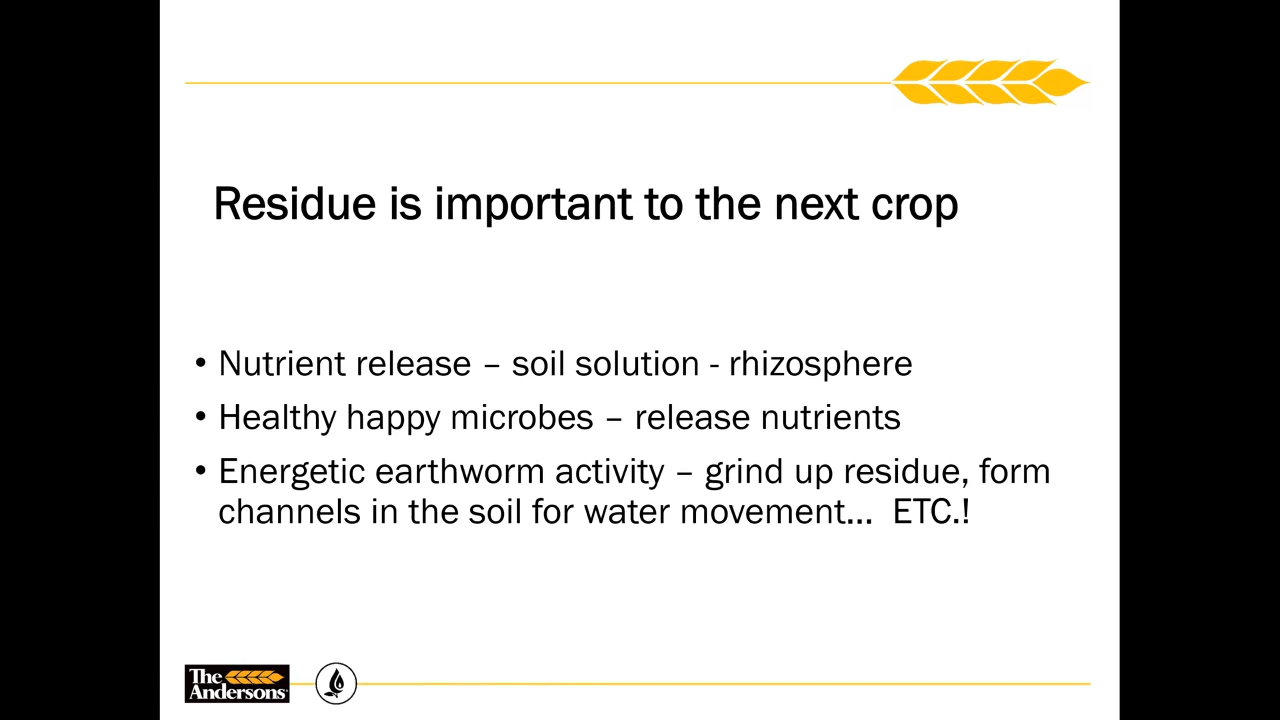 Residue is important to the next crop
• Nutrient release – soil solution - rhizosphere
• Healthy happy microbes – release nutrients
• Energetic earthworm activity – grind up residue, form
channels in the soil for water movement...  ETC.!
The
Andersons